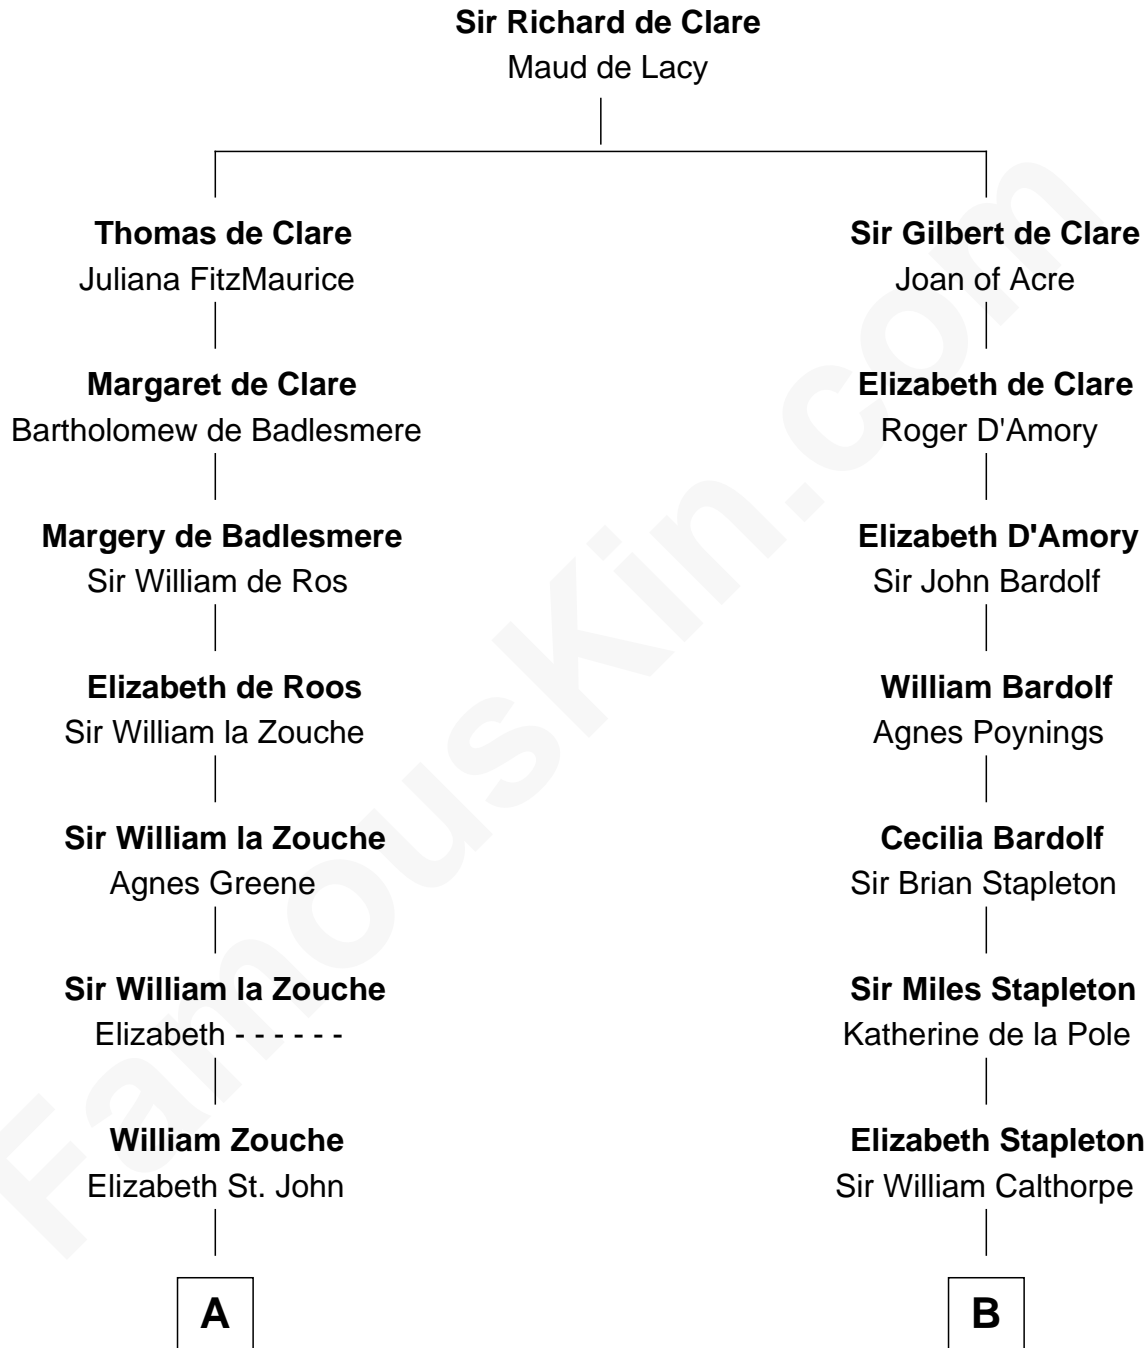 Sir Richard de Clare
Maud de Lacy
Thomas de Clare
Juliana FitzMaurice
Sir Gilbert de Clare
Joan of Acre
Margaret de Clare
Bartholomew de Badlesmere
Elizabeth de Clare
Roger D'Amory
Margery de Badlesmere
Sir William de Ros
Elizabeth D'Amory
Sir John Bardolf
Elizabeth de Roos
Sir William la Zouche
William Bardolf
Agnes Poynings
Sir William la Zouche
Agnes Greene
Cecilia Bardolf
Sir Brian Stapleton
Sir William la Zouche
Elizabeth - - - - - -
Sir Miles Stapleton
Katherine de la Pole
William Zouche
Elizabeth St. John
Elizabeth Stapleton
Sir William Calthorpe
A
B
FamousKin.com